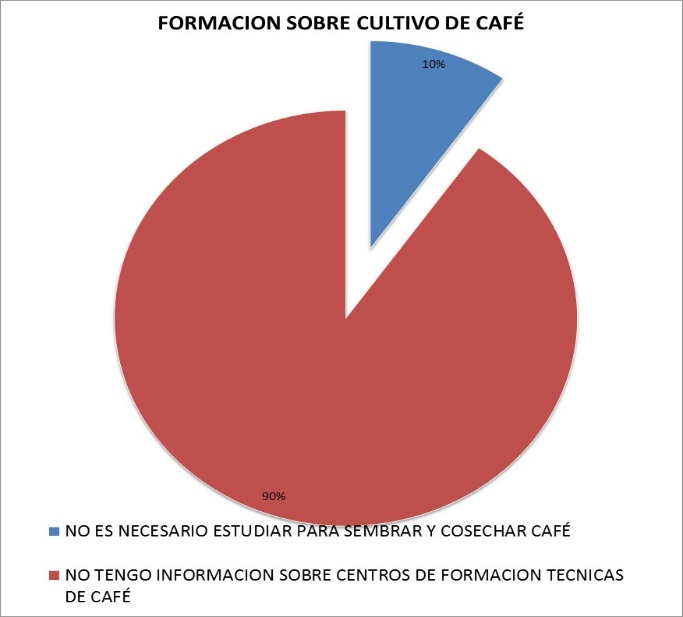 FORMACION SOBRE CULTIVO DE CAFÉ
10%
90%
NO ES NECESARIO ESTUDIAR PARA SEMBRAR Y COSECHAR CAFÉ
NO TENGO INFORMACION SOBRE CENTROS DE FORMACION TECNICAS
DE CAFÉ